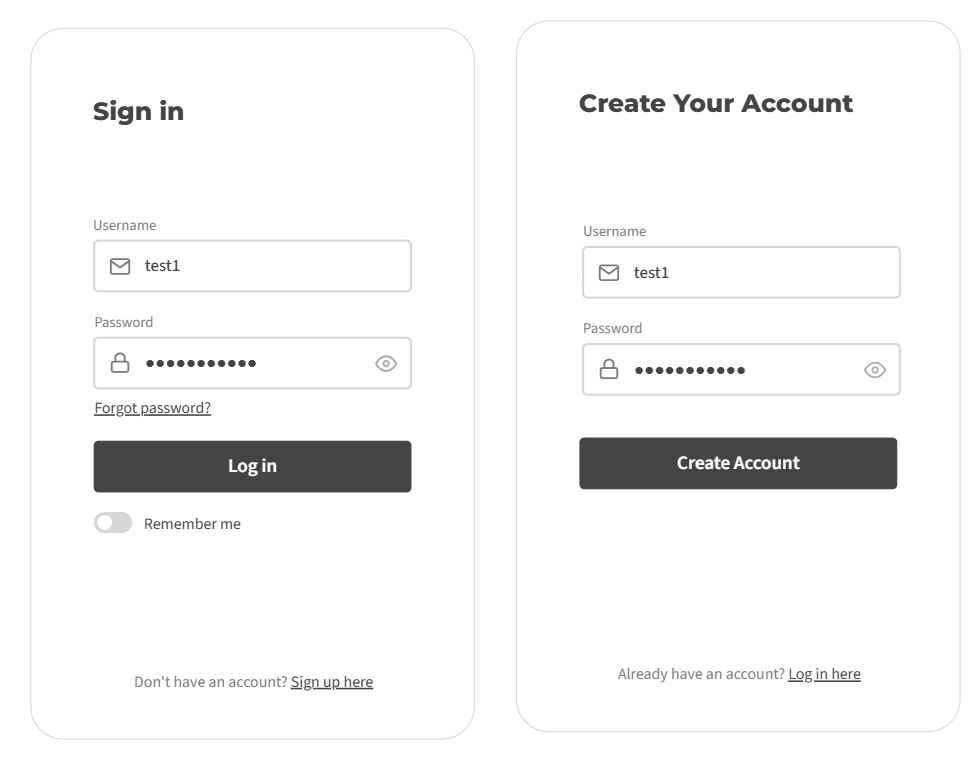 Sign in
Username
test1
Password
•••••••••••
Forgot password?
Log in
Remember me
Don't have an account? Sign up here
Create Your Account
Username
test1
Password
•••••••••••
Create Account
Already have an account? Log in here